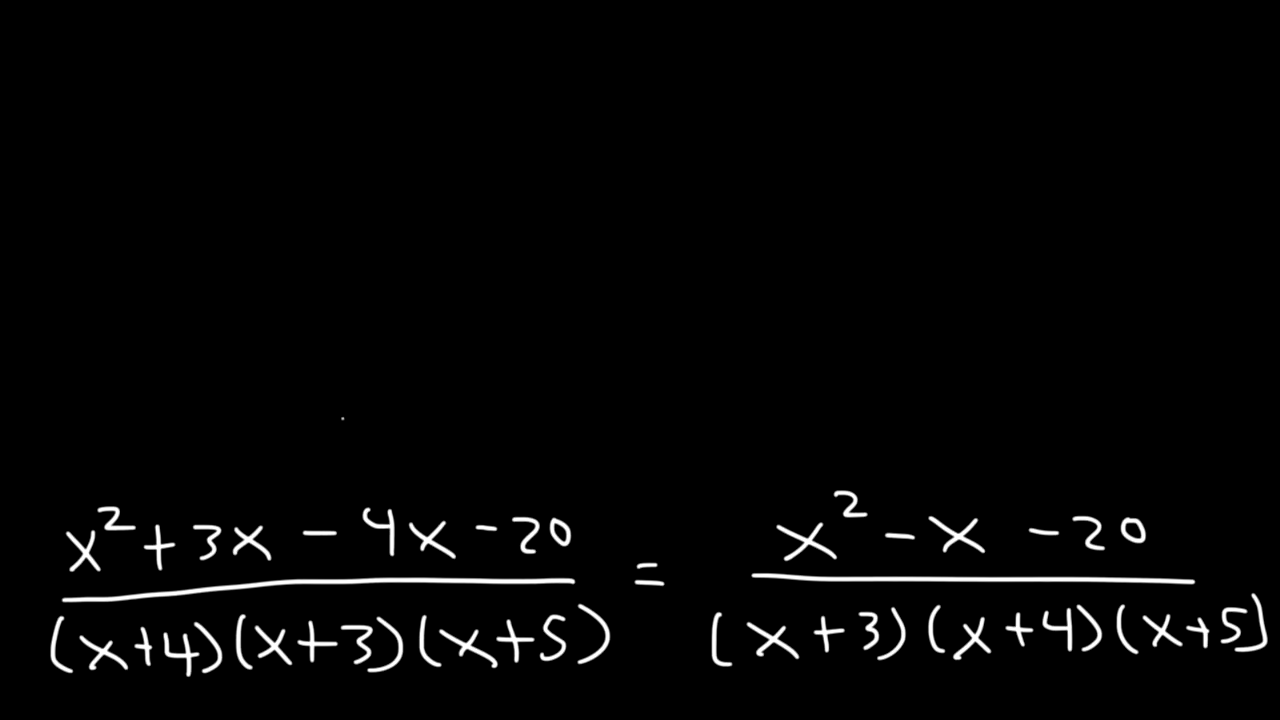 x² + 3x - 4x - 20 = x² - x - 20
(x+4)(x+3)(x+5) (x+3)(x+4)(x+5)